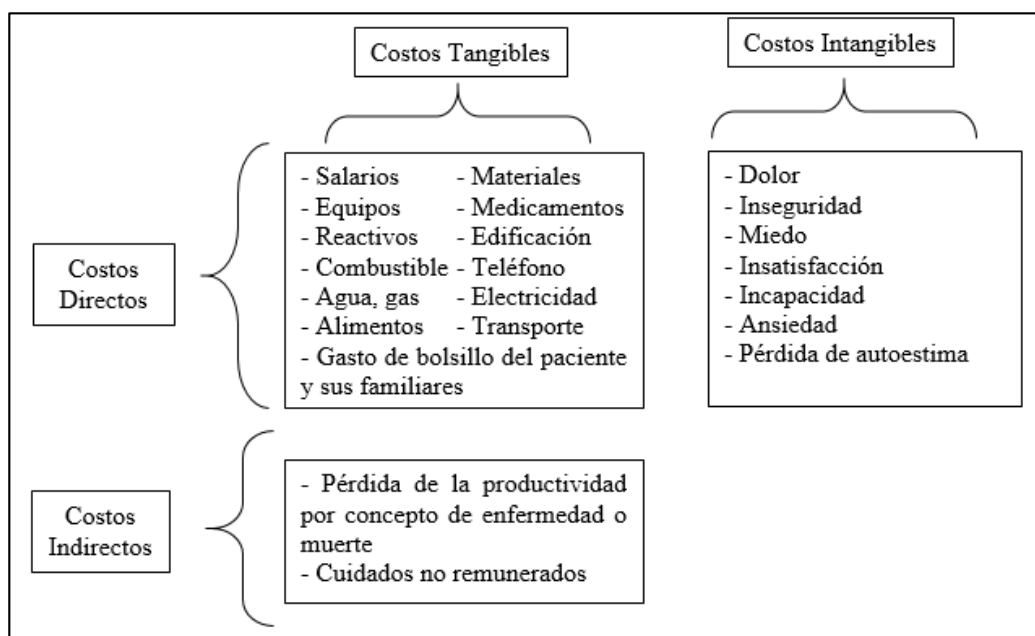 Costos Tangibles
Costos Intangibles
Costos
Directos
- Salarios - Materiales
- Equipos - Medicamentos
- Reactivos - Edificación
- Combustible - Teléfono
- Agua, gas - Electricidad
- Alimentos - Transporte
- Gasto de bolsillo del paciente
y sus familiares
- Dolor
- Inseguridad
- Miedo
- Insatisfacción
- Incapacidad
- Ansiedad
- Pérdida de autoestima
Costos
Indirectos
- Pérdida de la productividad
por concepto de enfermedad o
muerte
- Cuidados no remunerados